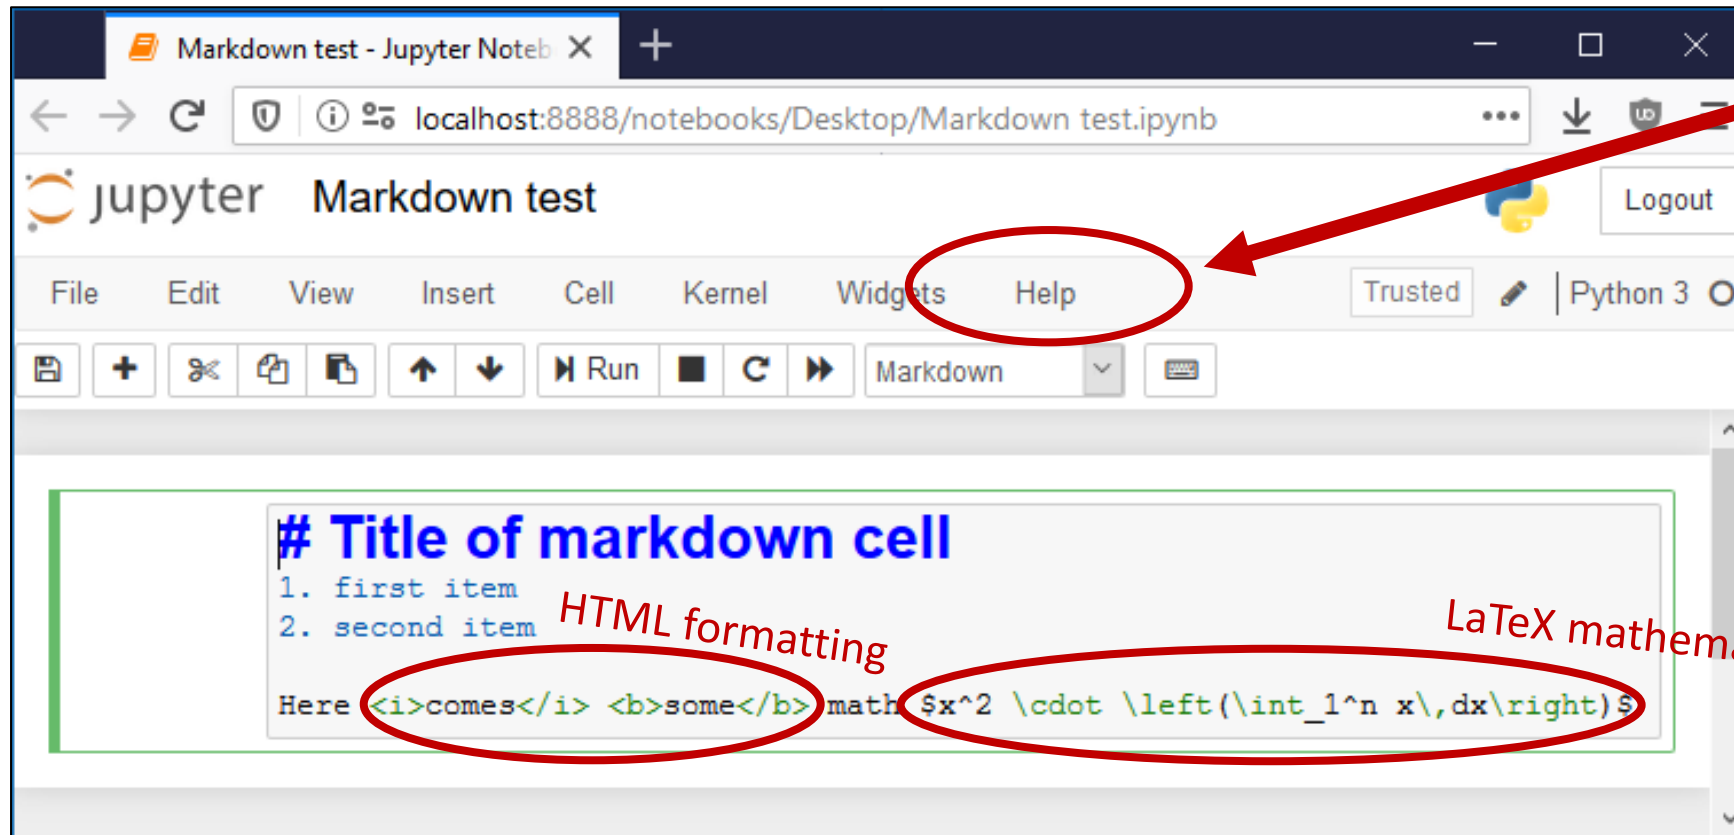 Markdown test - Jupyter Noteb
localhost:8888/notebooks/Desktop/Markdown test.ipynb
jupyter Markdown test
Logout
File Edit View Insert Cell Kernel Widgets Help Trusted Python 3
Run Markdown
# Title of markdown cell
1. first item
2. second item
HTML formatting
LaTeX mathema
Here <i>comes</i> <b>some</b> math $x^2 \cdot \left(\int_1^n x\,dx\right)$